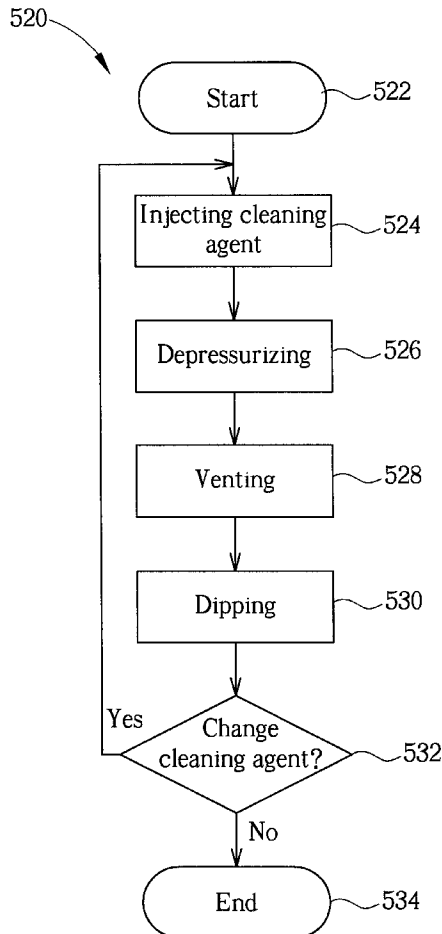 520
Start
522
Injecting cleaning
agent
524
Depressurizing
526
Venting
528
Dipping
530
Yes
Change
cleaning agent?
532
No
End
534